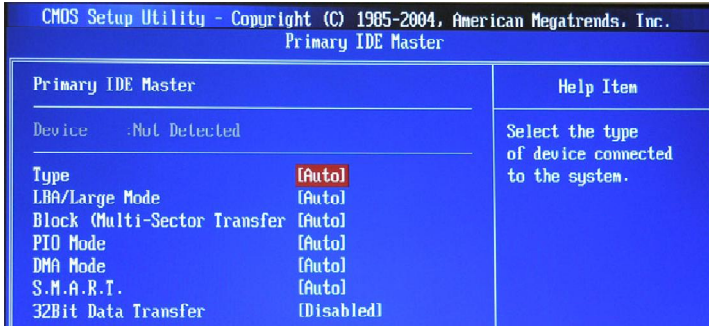 CMOS Setup Utility - Copyright (C) 1985-2004, American Megatrends, Inc.
Primary IDE Master
Primary IDE Master
Help Item
Device :Not Detected
Select the type
of device connected
to the system.
Type [Auto]
LBA/Large Mode [Auto]
Block (Multi-Sector Transfer [Auto]
PIO Mode [Auto]
DMA Mode [Auto]
S.M.A.R.T. [Auto]
32Bit Data Transfer [Disabled]